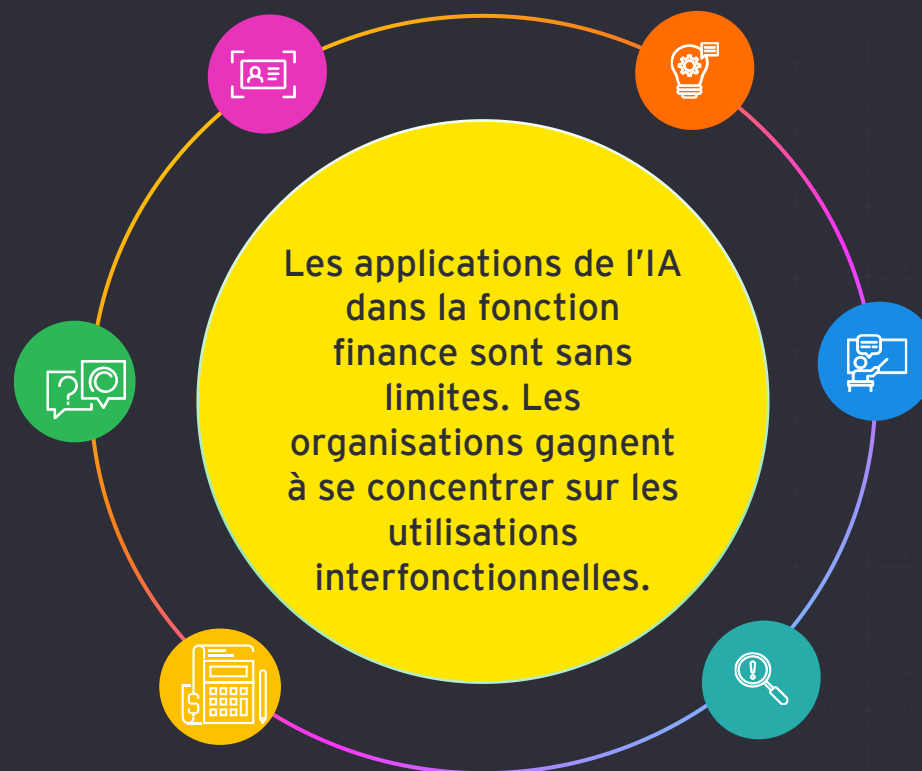 Les applications de l'IA
dans la fonction
finance sont sans
limites. Les
organisations gagnent
à se concentrer sur les
utilisations
interfonctionnelles.